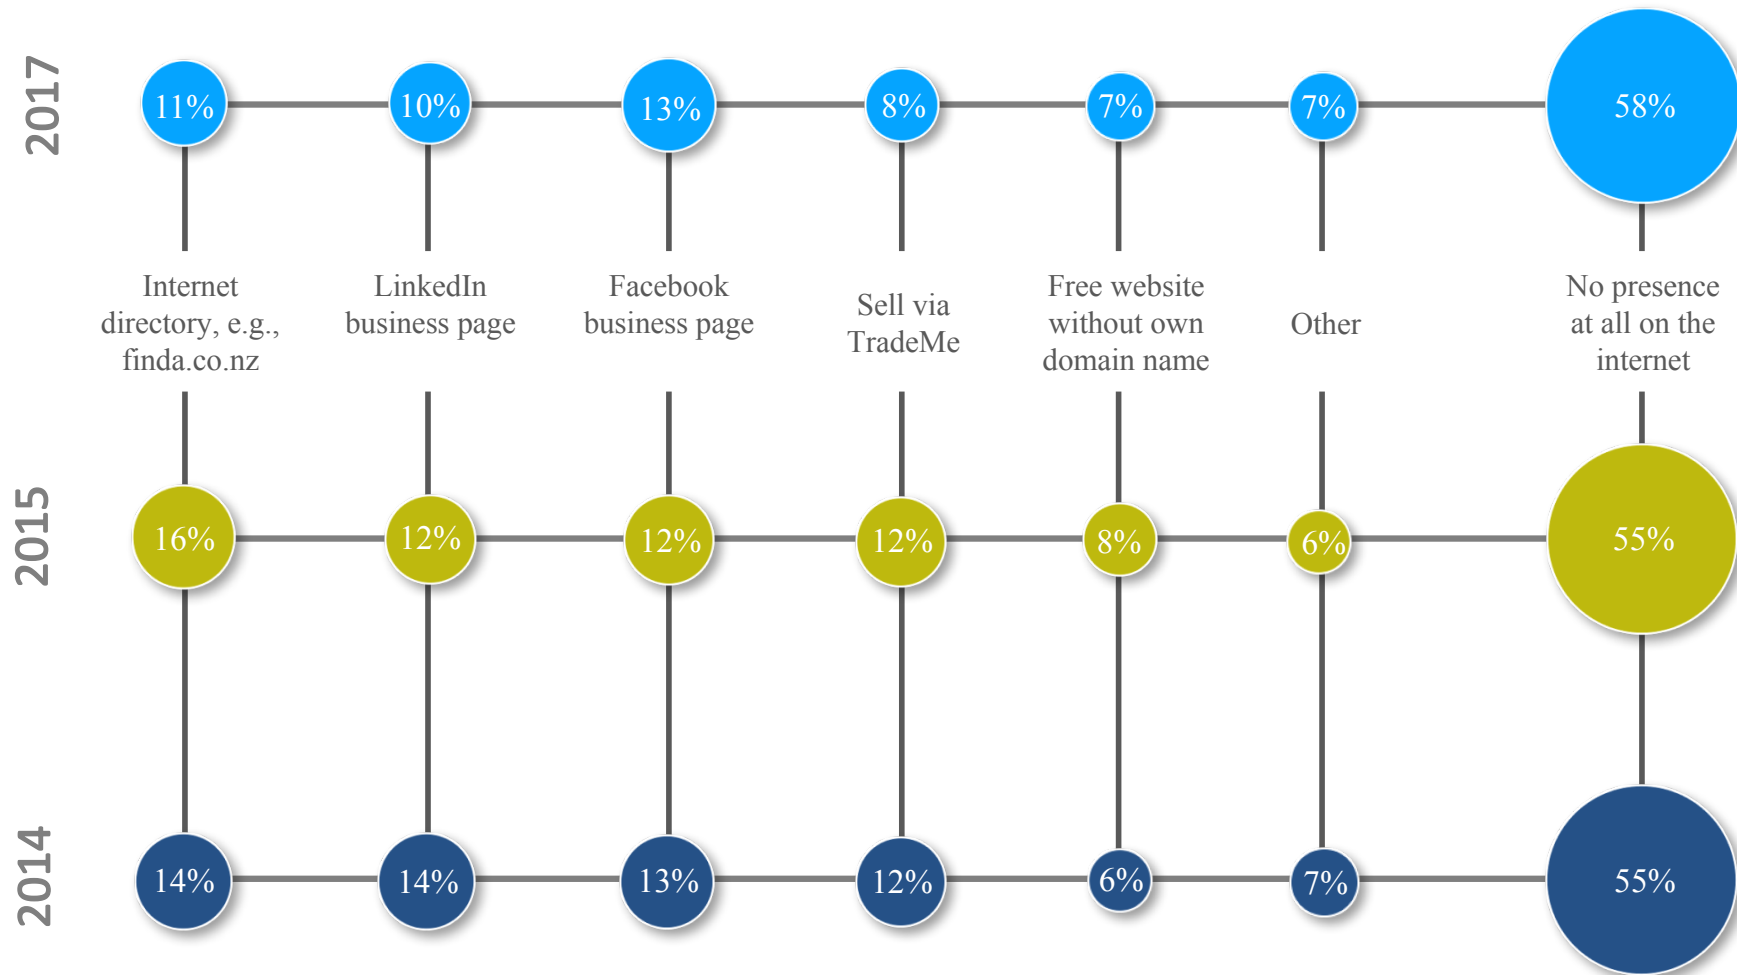 2017
11%
10%
13%
8%
7%
7%
58%
Internet
directory, e.g.,
finda.co.nz
LinkedIn
business page
Facebook
business page
Sell via
TradeMe
Free website
without own
domain name
Other
No presence
at all on the
internet
2015
16%
12%
12%
12%
8%
6%
55%
2014
14%
14%
13%
12%
6%
7%
55%